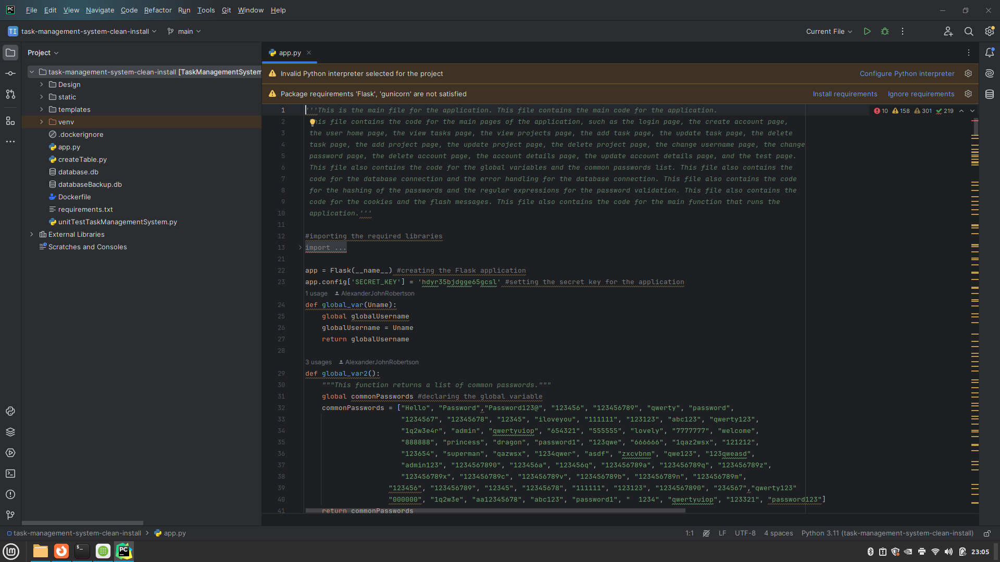 File Edit View Navigate Code Refactor Run Tools Git Window Help
TI task-management-system-clean-install main Current File
Project
app.py
task-management-system-clean-install [TaskManagementSystem
Design
static
templates
venv
.dockerignore
app.py
createTable.py
database.db
databaseBackup.db
Dockerfile
requirements.txt
unitTestTaskManagementSystem.py
External Libraries
Scratches and Consoles
Invalid Python interpreter selected for the project Configure Python interpreter
Package requirements 'Flask', 'gunicorn' are not satisfied Install requirements Ignore requirements
10 158 301 219
1 '''This is the main file for the application. This file contains the main code for the application.
2 his file contains the code for the main pages of the application, such as the login page, the create account page,
3 the user home page, the view tasks page, the view projects page, the add task page, the update task page, the delete
4 task page, the add project page, the update project page, the delete project page, the change username page, the change
5 password page, the delete account page, the account details page, the update account details page, and the test page.
6 This file also contains the code for the global variables and the common passwords list. This file also contains the
7 code for the database connection and the error handling for the database connection. This file also contains the code
8 for the hashing of the passwords and the regular expressions for the password validation. This file also contains the
9 code for the cookies and the flash messages. This file also contains the code for the main function that runs the
10 application.'''
11
12 #importing the required libraries
13 import ...
21
22 app = Flask(__name__) #creating the Flask application
23 app.config['SECRET_KEY'] = 'hdyr35bjdgge65gcsl' #setting the secret key for the application
1 usage AlexanderJohnRobertson
24 def global_var(Uname):
25 global globalUsername
26 globalUsername = Uname
27 return globalUsername
28
3 usages AlexanderJohnRobertson
29 def global_var2():
30 """This function returns a list of common passwords."""
31 global commonPasswords #declaring the global variable
32 commonPasswords = ["Hello", "Password","Password123@", "123456", "123456789", "qwerty", "password",
33 "1234567", "12345678", "12345", "iloveyou", "111111", "123123", "abc123", "qwerty123",
34 "1q2w3e4r", "admin", "qwertyuiop", "654321", "555555", "lovely", "7777777", "welcome",
35 "888888", "princess", "dragon", "password1", "123qwe", "666666", "1qaz2wsx", "121212",
36 "123654", "superman", "qazwsx", "1234qwer", "asdf", "zxcvbnm", "qwe123", "123qweasd",
37 "admin123", "1234567890", "123456a", "123456q", "123456789a", "123456789q", "123456789z",
38 "123456789x", "123456789c", "123456789v", "123456789b", "123456789n", "123456789m",
39 "123456", "123456789", "12345", "12345678", "111111", "123123", "1234567890", "234567","qwerty123"
40 "000000", "1q2w3e", "aa12345678", "abc123", "password1", "  1234", "qwertyuiop", "123321", "password123"]
41 return commonPasswords
task-management-system-clean-install > app.py 1:1 LF UTF-8 4 spaces Python 3.11 (task-management-system-clean-install)
23:05